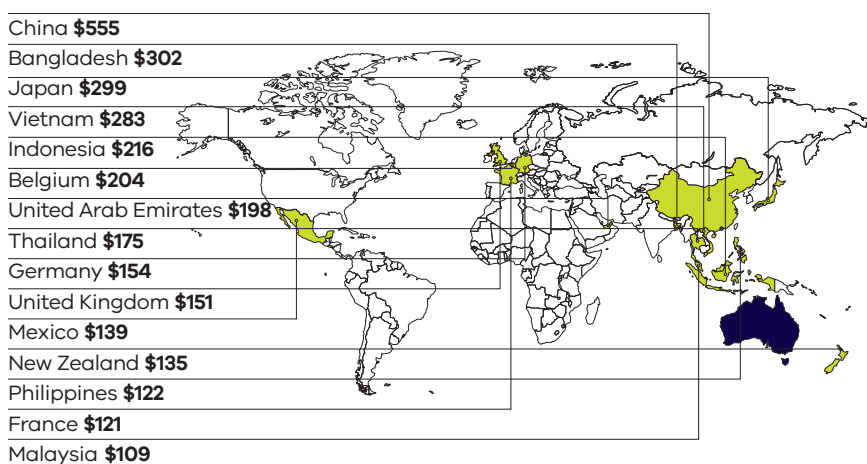 China $555
Bangladesh $302
Japan $299
Vietnam $283
Indonesia $216
Belgium $204
United Arab Emirates $198
Thailand $175
Germany $154
United Kingdom $151
Mexico $139
New Zealand $135
Philippines $122
France $121
Malaysia $109